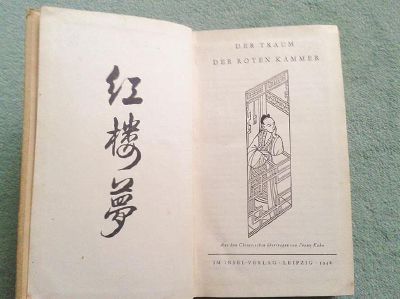 红
楼
夢
DER TRAUM
DER ROTEN KAMMER
Aus dem Chinesischen übertragen von Franz Kuhn
IM INSEL-VERLAG · LEIPZIG · 1948